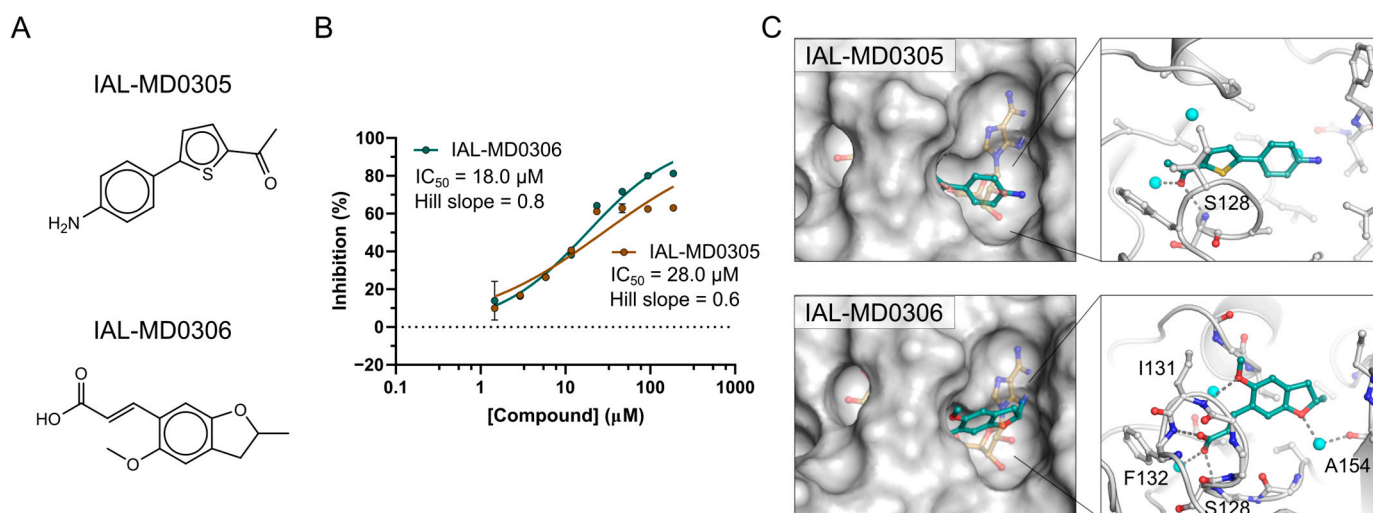 A
IAL-MD0305
S
O
H₂N
IAL-MD0306
O
HO
O
O
B
100
80
60
40
20
0
−20
Inhibition (%)
IAL-MD0306
IC₅₀ = 18.0 µM
Hill slope = 0.8
IAL-MD0305
IC₅₀ = 28.0 µM
Hill slope = 0.6
0.1
1
10
100
1000
[Compound] (µM)
C
IAL-MD0305
S128
IAL-MD0306
I131
F132
S128
A154